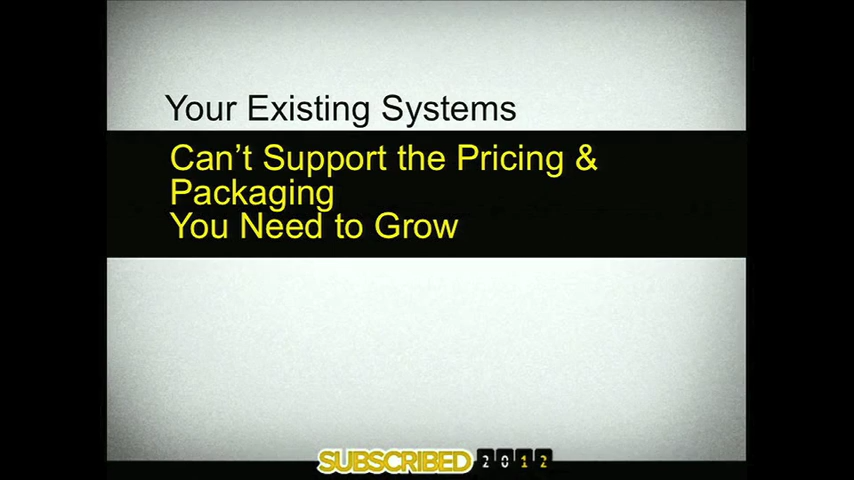 Your Existing Systems
Can't Support the Pricing &
Packaging
You Need to Grow
SUBSCRIBED 2012